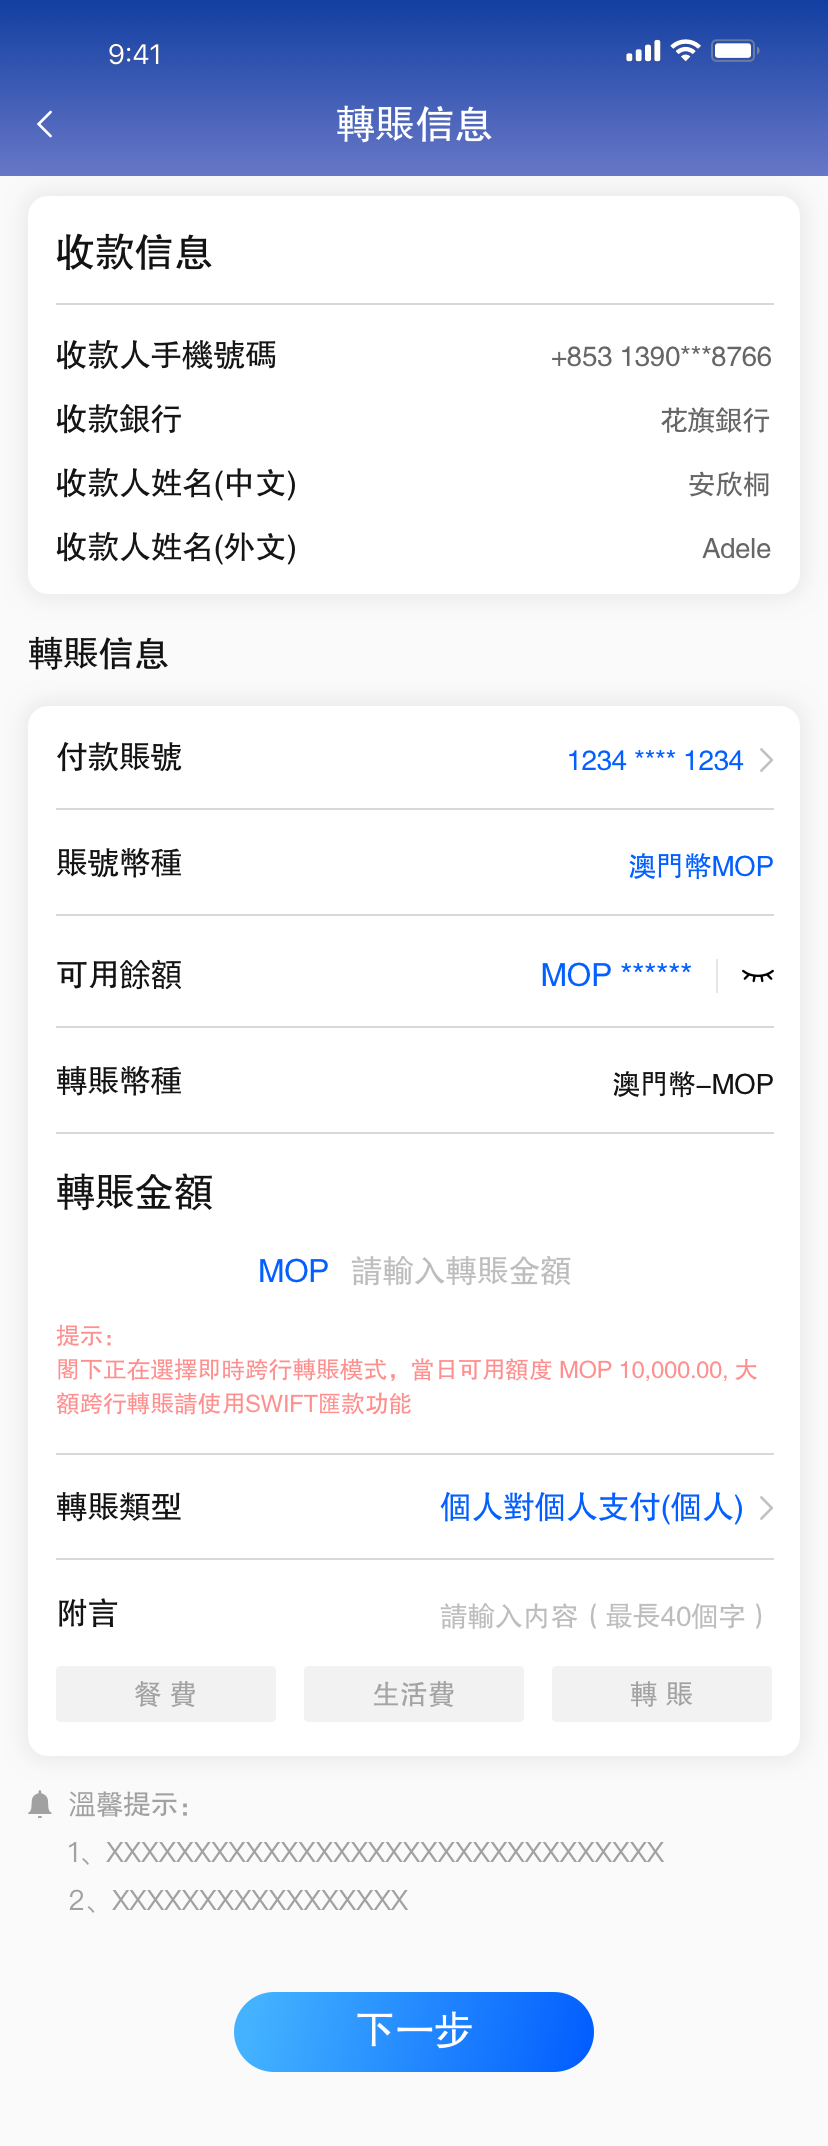 9:41
轉賬信息
收款信息
收款人手機號碼 +853 1390***8766
收款銀行 花旗銀行
收款人姓名(中文) 安欣桐
收款人姓名(外文) Adele
轉賬信息
付款賬號 1234 **** 1234
賬號幣種 澳門幣MOP
可用餘額 MOP ******
轉賬幣種 澳門幣–MOP
轉賬金額
MOP 請輸入轉賬金額
提示：
閣下正在選擇即時跨行轉賬模式，當日可用額度 MOP 10,000.00, 大
額跨行轉賬請使用SWIFT匯款功能
轉賬類型 個人對個人支付(個人)
附言 請輸入内容（最長40個字）
餐 費 生活費 轉 賬
溫馨提示：
1、XXXXXXXXXXXXXXXXXXXXXXXXXXXXXXXX
2、XXXXXXXXXXXXXXXXX
下一步